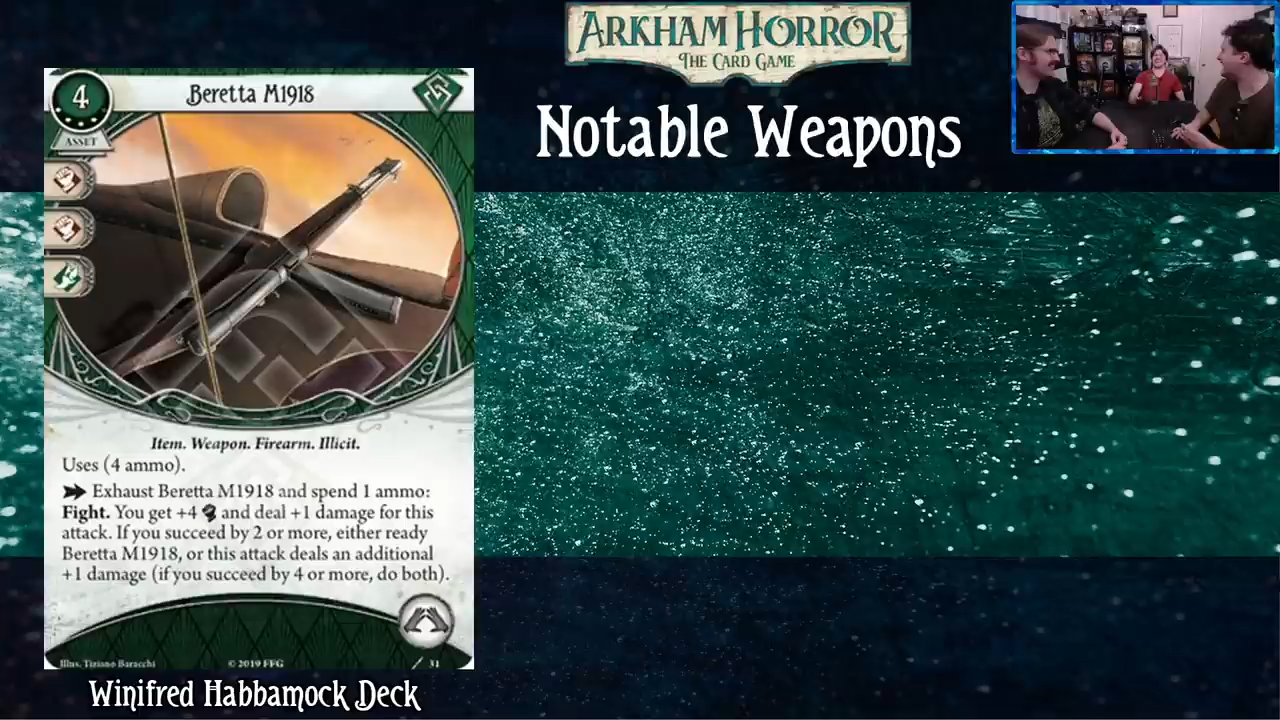 ARKHAM HORROR
THE CARD GAME
Notable Weapons
4
Beretta M1918
ASSET
Item. Weapon. Firearm. Illicit.
Uses (4 ammo).
Exhaust Beretta M1918 and spend 1 ammo:
Fight. You get +4 and deal +1 damage for this
attack. If you succeed by 2 or more, either ready
Beretta M1918, or this attack deals an additional
+1 damage (if you succeed by 4 or more, do both).
Illus. Tiziano Baracchi
© 2019 FFG
31
Winifred Habbamock Deck